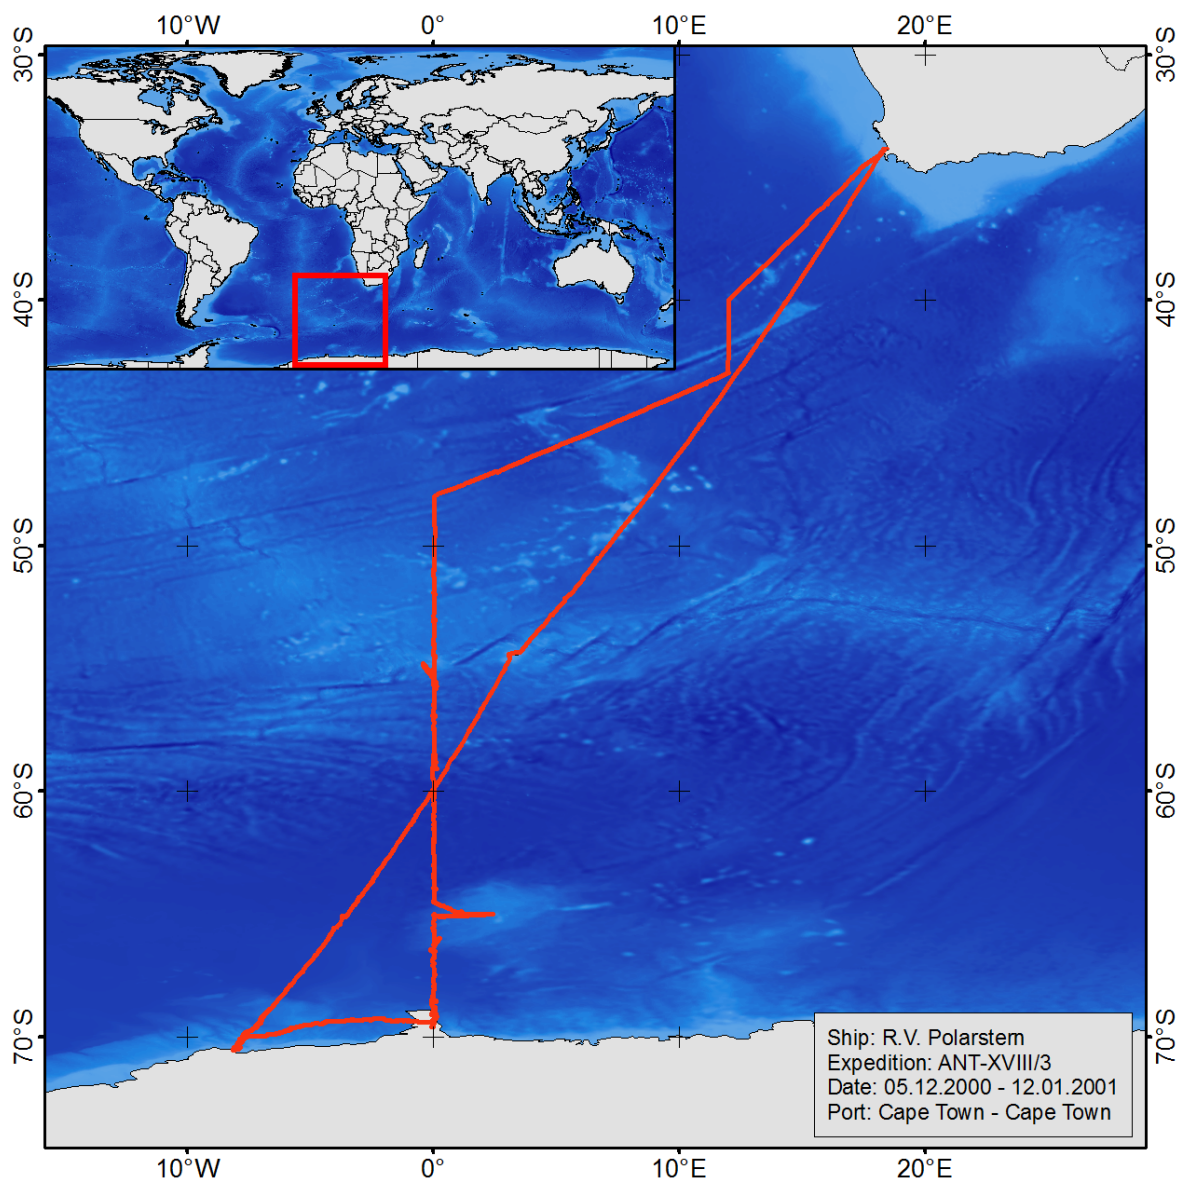 10°W 0° 10°E 20°E
30°S 30°S
40°S 40°S
50°S 50°S
60°S 60°S
70°S 70°S
Ship: R.V. Polarstern
Expedition: ANT-XVIII/3
Date: 05.12.2000 - 12.01.2001
Port: Cape Town - Cape Town
10°W 0° 10°E 20°E